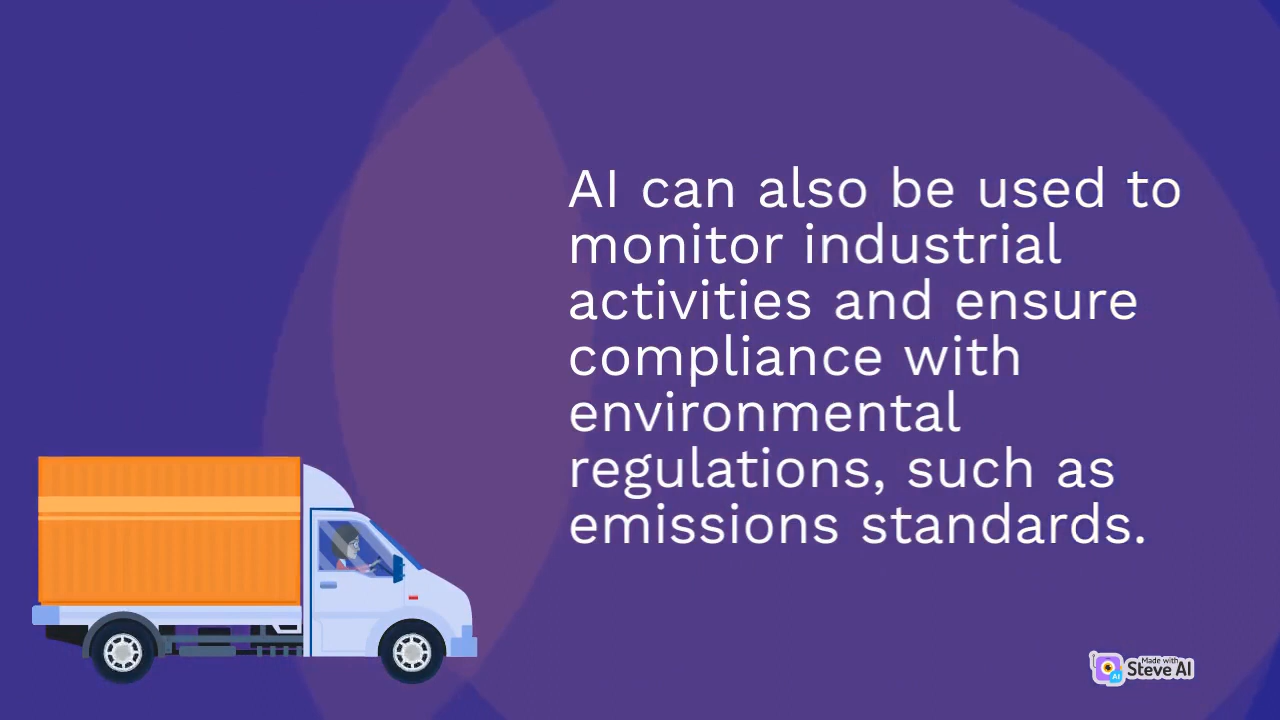 AI can also be used to
monitor industrial
activities and ensure
compliance with
environmental
regulations, such as
emissions standards.
Made with
Steve AI
AI